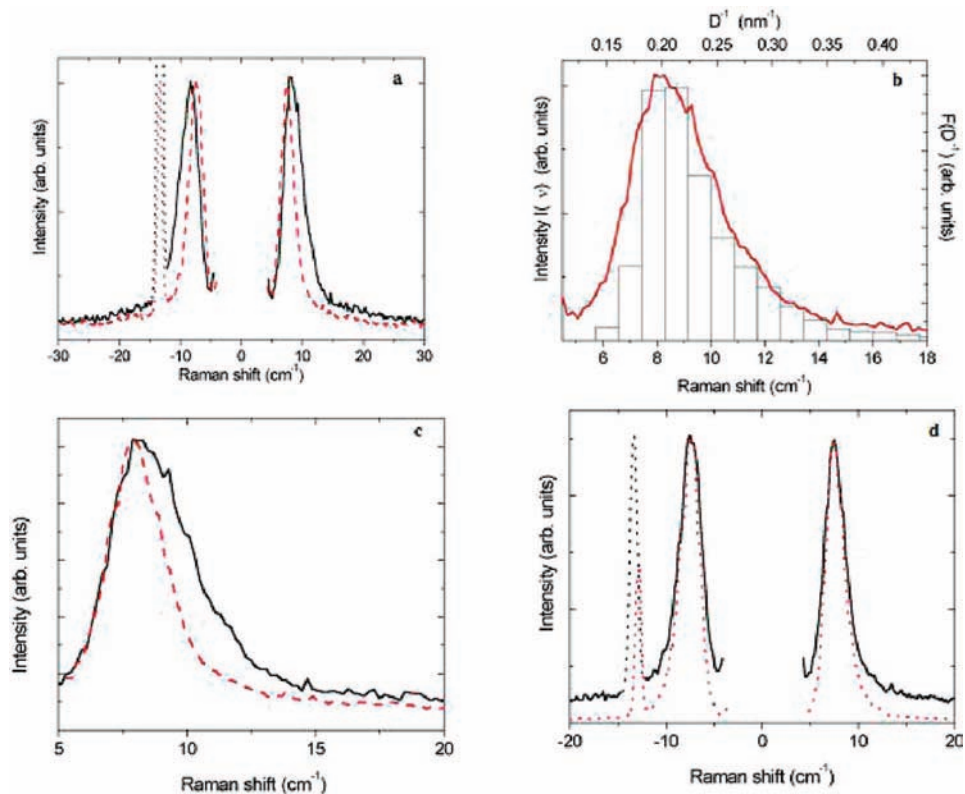 a
Intensity (arb. units)
-30 -20 -10 0 10 20 30
Raman shift (cm⁻¹)
D⁻¹ (nm⁻¹)
0.15 0.20 0.25 0.30 0.35 0.40
b
Intensity I( ν) (arb. units)
F(D⁻¹) (arb. units)
6 8 10 12 14 16 18
Raman shift (cm⁻¹)
c
Intensity (arb. units)
5 10 15 20
Raman shift (cm⁻¹)
d
Intensity (arb. units)
-20 -10 0 10 20
Raman shift (cm⁻¹)